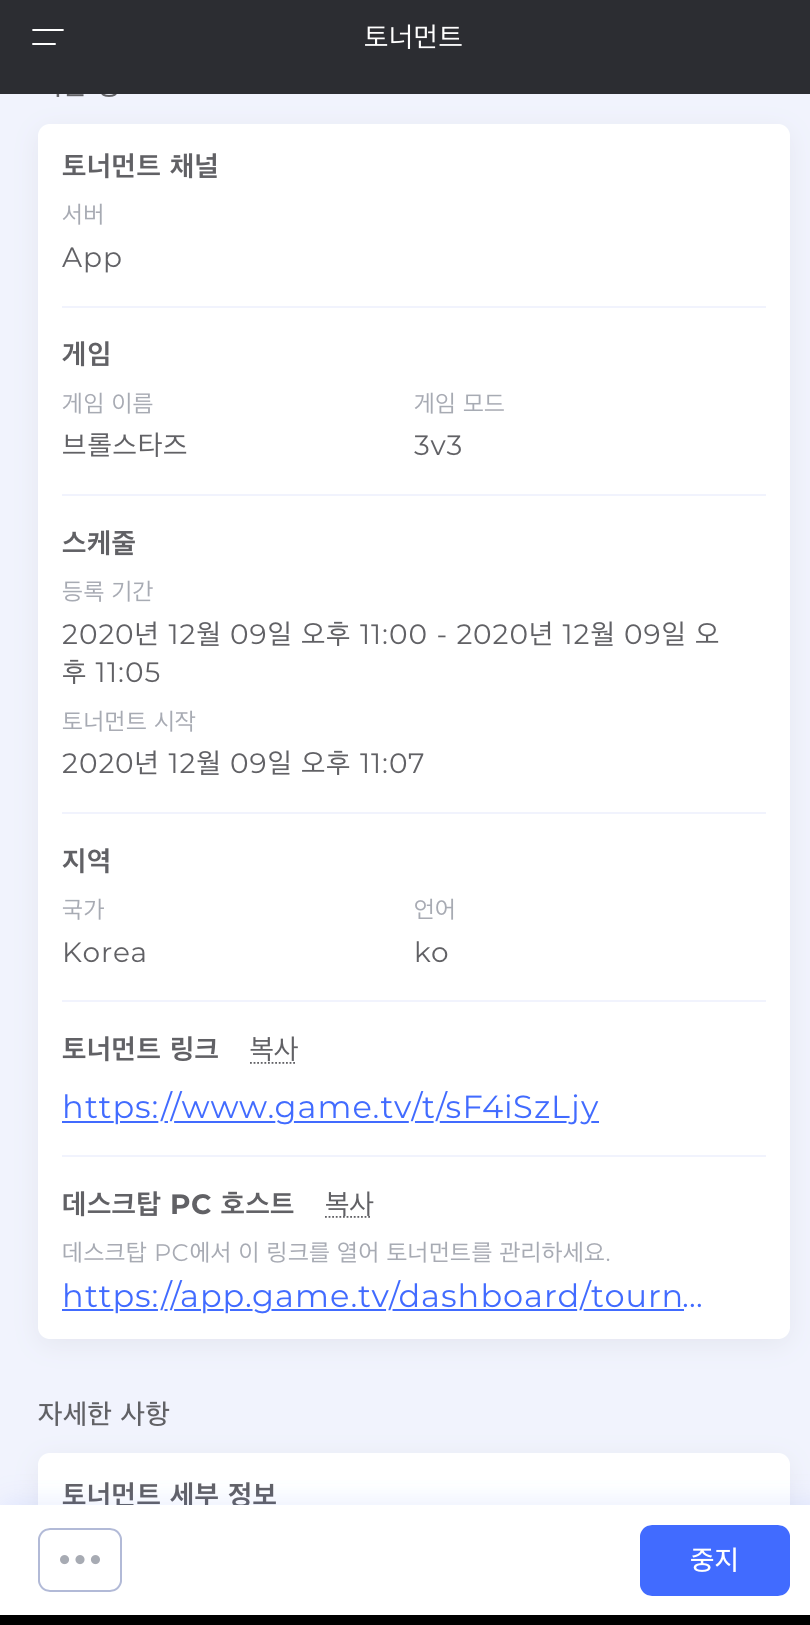 토너먼트
토너먼트 채널
서버
App
게임
게임 이름 게임 모드
브롤스타즈 3v3
스케줄
등록 기간
2020년 12월 09일 오후 11:00 - 2020년 12월 09일 오
후 11:05
토너먼트 시작
2020년 12월 09일 오후 11:07
지역
국가 언어
Korea ko
토너먼트 링크 복사
https://www.game.tv/t/sF4iSzLjy
데스크탑 PC 호스트 복사
데스크탑 PC에서 이 링크를 열어 토너먼트를 관리하세요.
https://app.game.tv/dashboard/tourn...
자세한 사항
토너먼트 세부 정보
중지